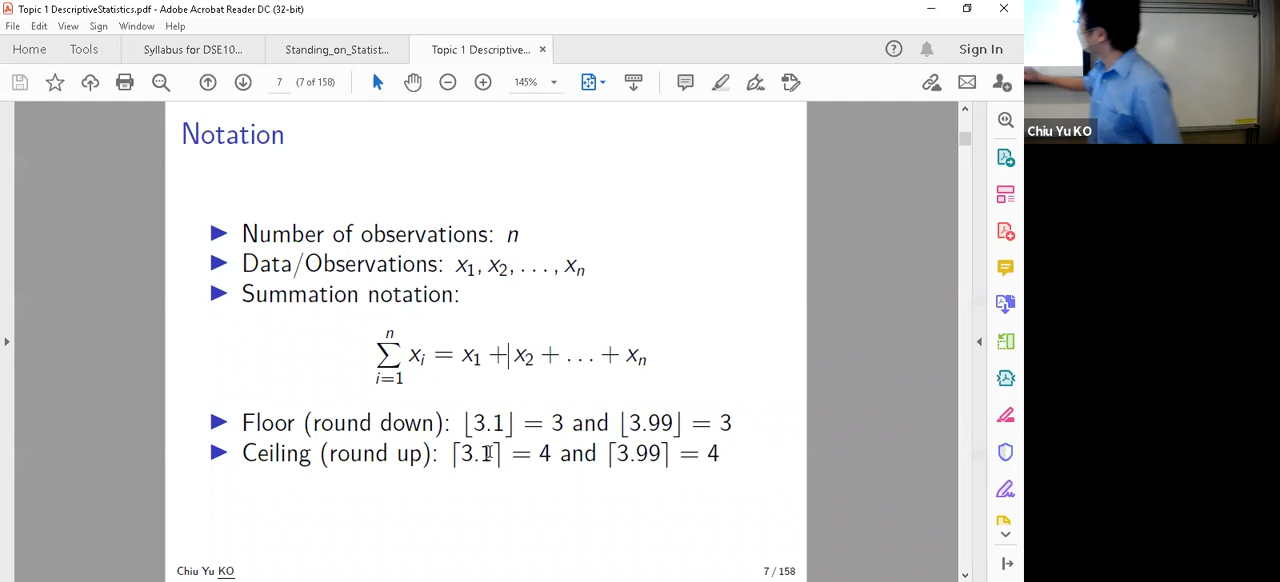 Topic 1 DescriptiveStatistics.pdf - Adobe Acrobat Reader DC (32-bit)
File Edit View Sign Window Help
Home Tools Syllabus for DSE10... Standing_on_Statist... Topic 1 Descriptive... × Sign In
7 (7 of 158) 145%
Notation
▶ Number of observations: n
▶ Data/Observations: x₁, x₂, . . . , xₙ
▶ Summation notation:
n
∑ xᵢ = x₁ + x₂ + . . . + xₙ
i=1
▶ Floor (round down): ⌊3.1⌋ = 3 and ⌊3.99⌋ = 3
▶ Ceiling (round up): ⌈3.1⌉ = 4 and ⌈3.99⌉ = 4
Chiu Yu KO 7 / 158
Chiu Yu KO